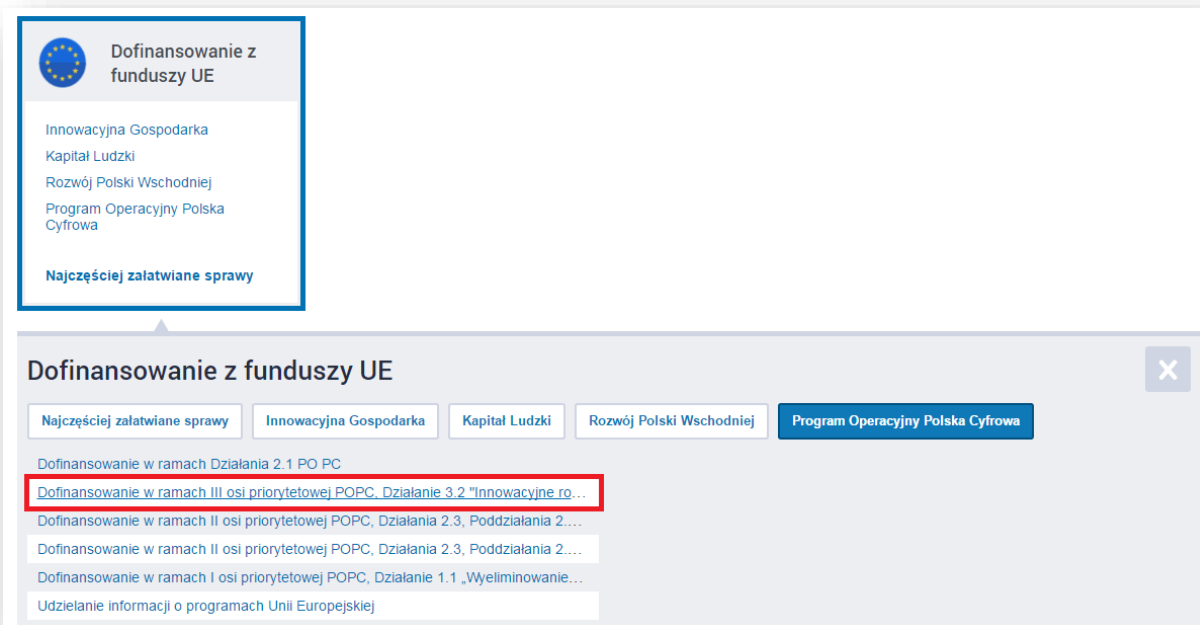 Dofinansowanie z
funduszy UE
Innowacyjna Gospodarka
Kapitał Ludzki
Rozwój Polski Wschodniej
Program Operacyjny Polska
Cyfrowa
Najczęściej załatwiane sprawy
Dofinansowanie z funduszy UE
Najczęściej załatwiane sprawy Innowacyjna Gospodarka Kapitał Ludzki Rozwój Polski Wschodniej Program Operacyjny Polska Cyfrowa
Dofinansowanie w ramach Działania 2.1 PO PC
Dofinansowanie w ramach III osi priorytetowej POPC, Działanie 3.2 "Innowacyjne ro...
Dofinansowanie w ramach II osi priorytetowej POPC, Działania 2.3, Poddziałania 2....
Dofinansowanie w ramach II osi priorytetowej POPC, Działania 2.3, Poddziałania 2....
Dofinansowanie w ramach I osi priorytetowej POPC, Działanie 1.1 „Wyeliminowanie...
Udzielanie informacji o programach Unii Europejskiej